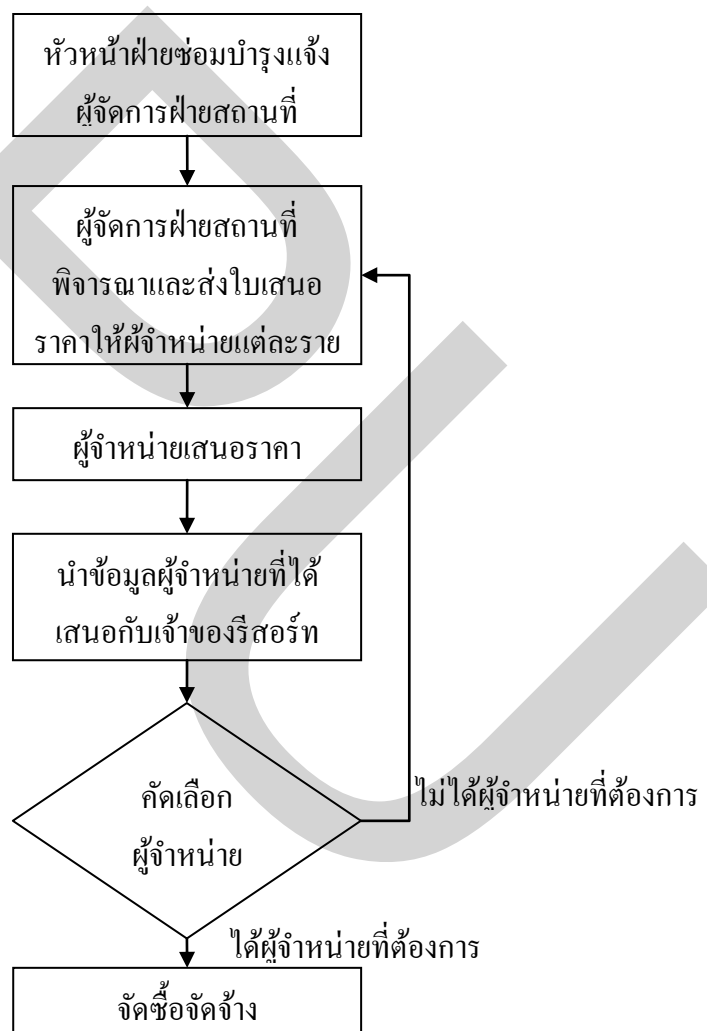 หัวหน้าฝ่ายซ่อมบำรุงแจ้ง
ผู้จัดการฝ่ายสถานที่
ผู้จัดการฝ่ายสถานที่
พิจารณาและส่งใบเสนอ
ราคาให้ผู้จำหน่ายแต่ละราย
ผู้จำหน่ายเสนอราคา
นำข้อมูลผู้จำหน่ายที่ได้
เสนอกับเจ้าของรีสอร์ท
คัดเลือก
ผู้จำหน่าย
ไม่ได้ผู้จำหน่ายที่ต้องการ
ได้ผู้จำหน่ายที่ต้องการ
จัดซื้อจัดจ้าง